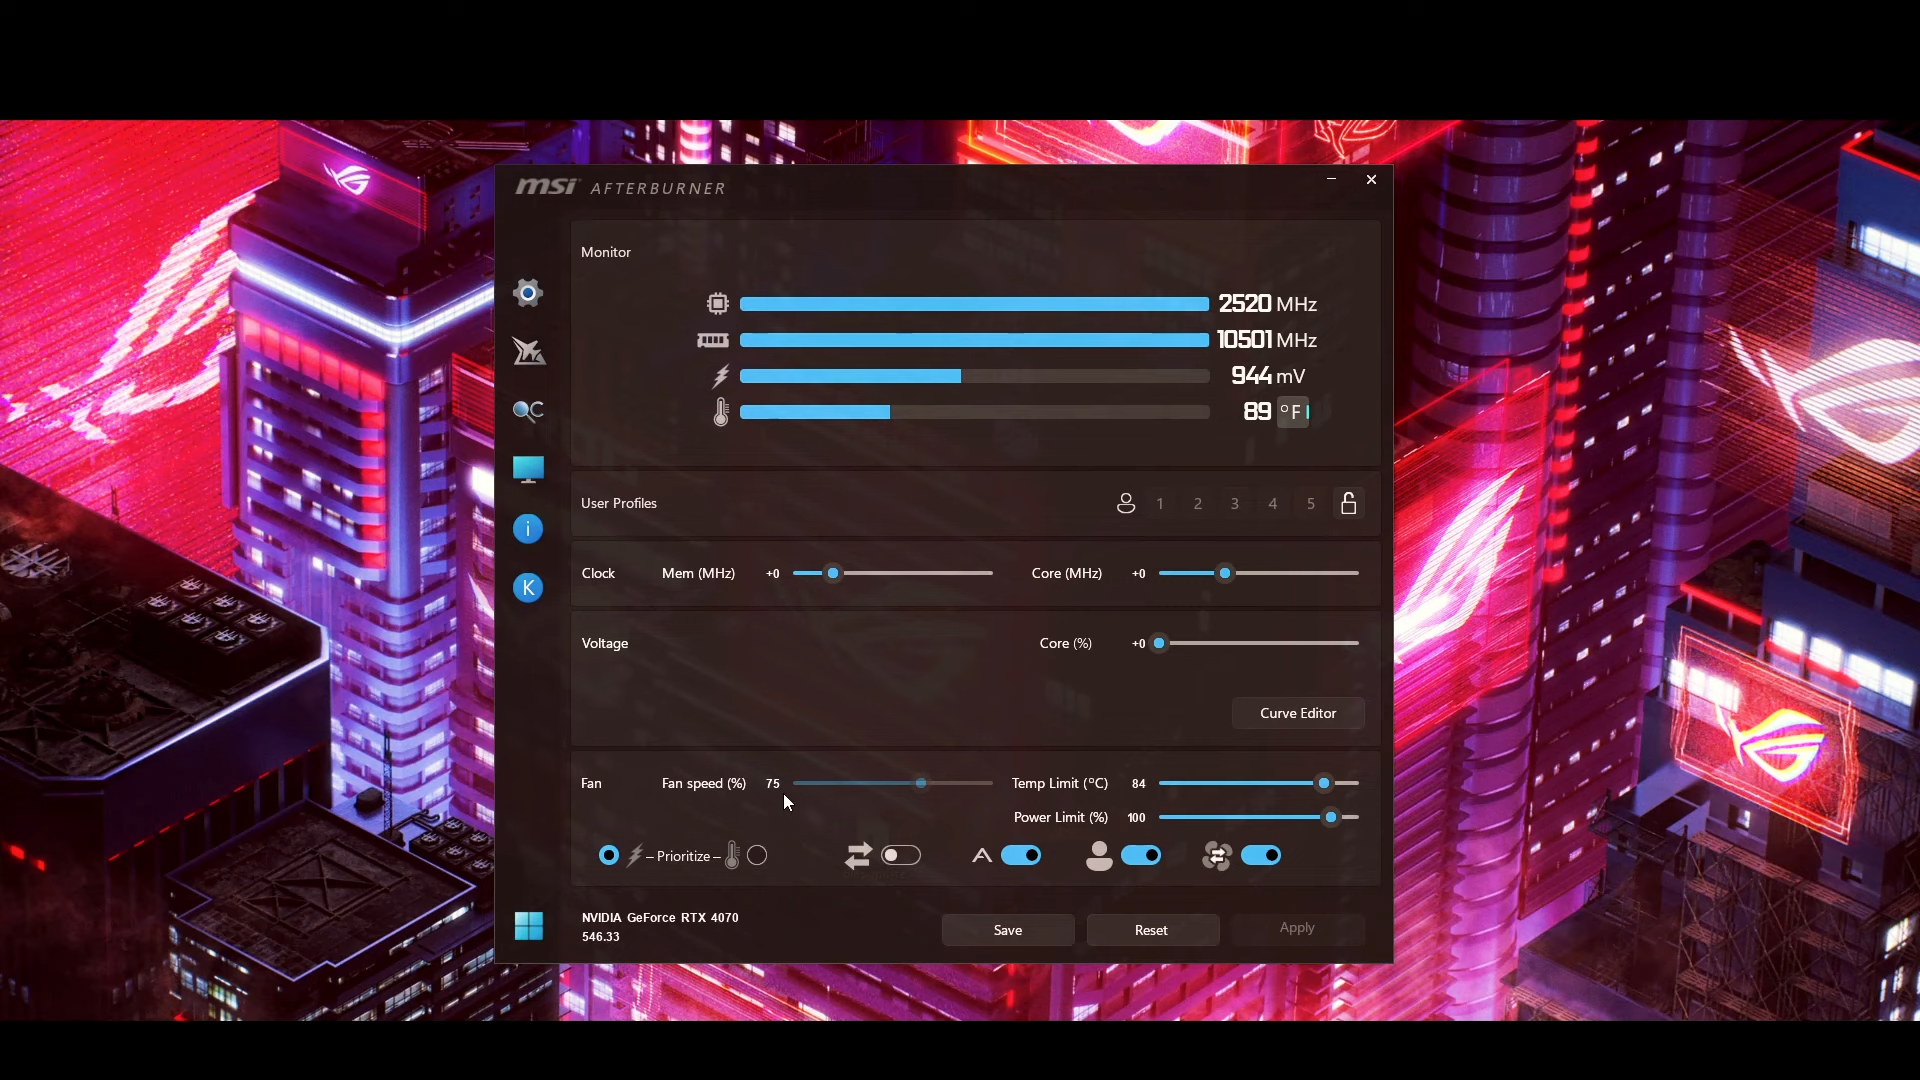 msi AFTERBURNER
Monitor
2520 MHz
10501 MHz
944 mV
89 °F
User Profiles 1 2 3 4 5
Clock Mem (MHz) +0 Core (MHz) +0
Voltage Core (%) +0
Curve Editor
Fan Fan speed (%) 75 Temp Limit (°C) 84
Power Limit (%) 100
– Prioritize –
A
NVIDIA GeForce RTX 4070
546.33
Save Reset Apply
C
i
K